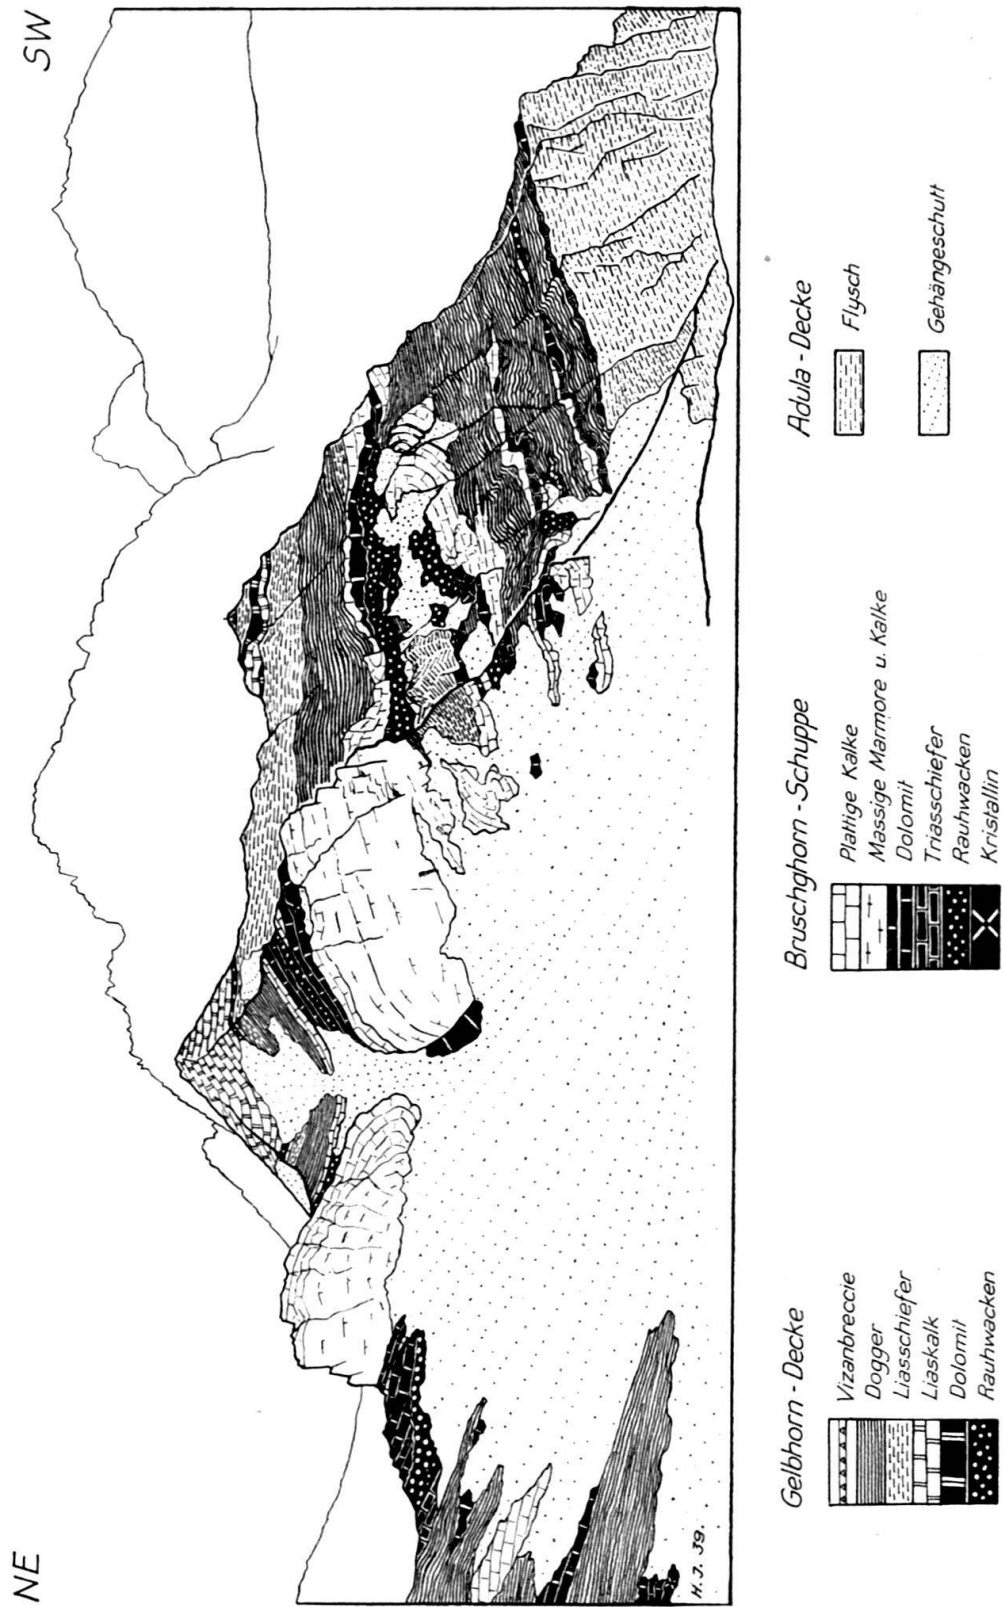 NE
SW
H. J. 39.
Gelbhorn - Decke
Vizanbreccie
Dogger
Liasschiefer
Liaskalk
Dolomit
Rauhwacken
Bruschghorn - Schuppe
Plattige Kalke
Massige Marmore u. Kalke
Dolomit
Triasschiefer
Rauhwacken
Kristallin
Adula - Decke
Flysch
Gehängeschutt